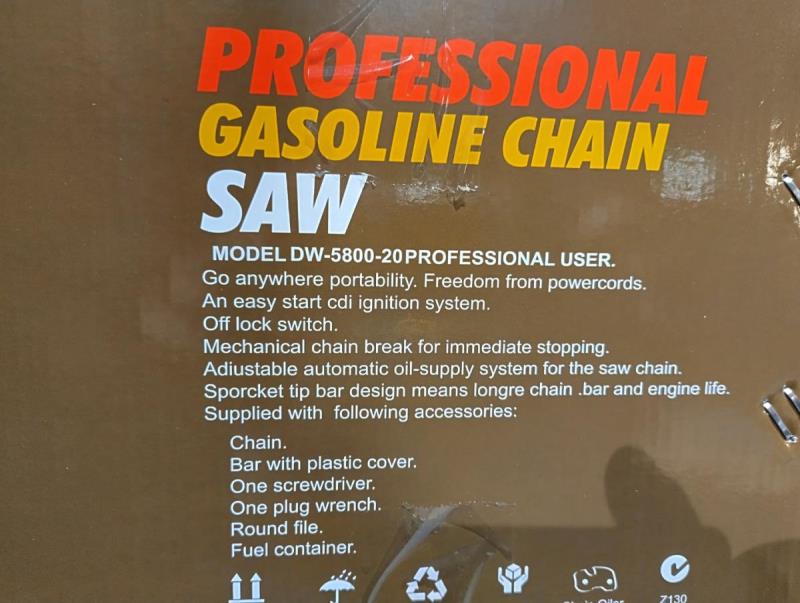 PROFESSIONAL
GASOLINE CHAIN
SAW
MODEL DW-5800-20PROFESSIONAL USER.
Go anywhere portability. Freedom from powercords.
An easy start cdi ignition system.
Off lock switch.
Mechanical chain break for immediate stopping.
Adiustable automatic oil-supply system for the saw chain.
Sporcket tip bar design means longre chain .bar and engine life.
Supplied with following accessories:
Chain.
Bar with plastic cover.
One screwdriver.
One plug wrench.
Round file.
Fuel container.
Chain Oiler
Z130